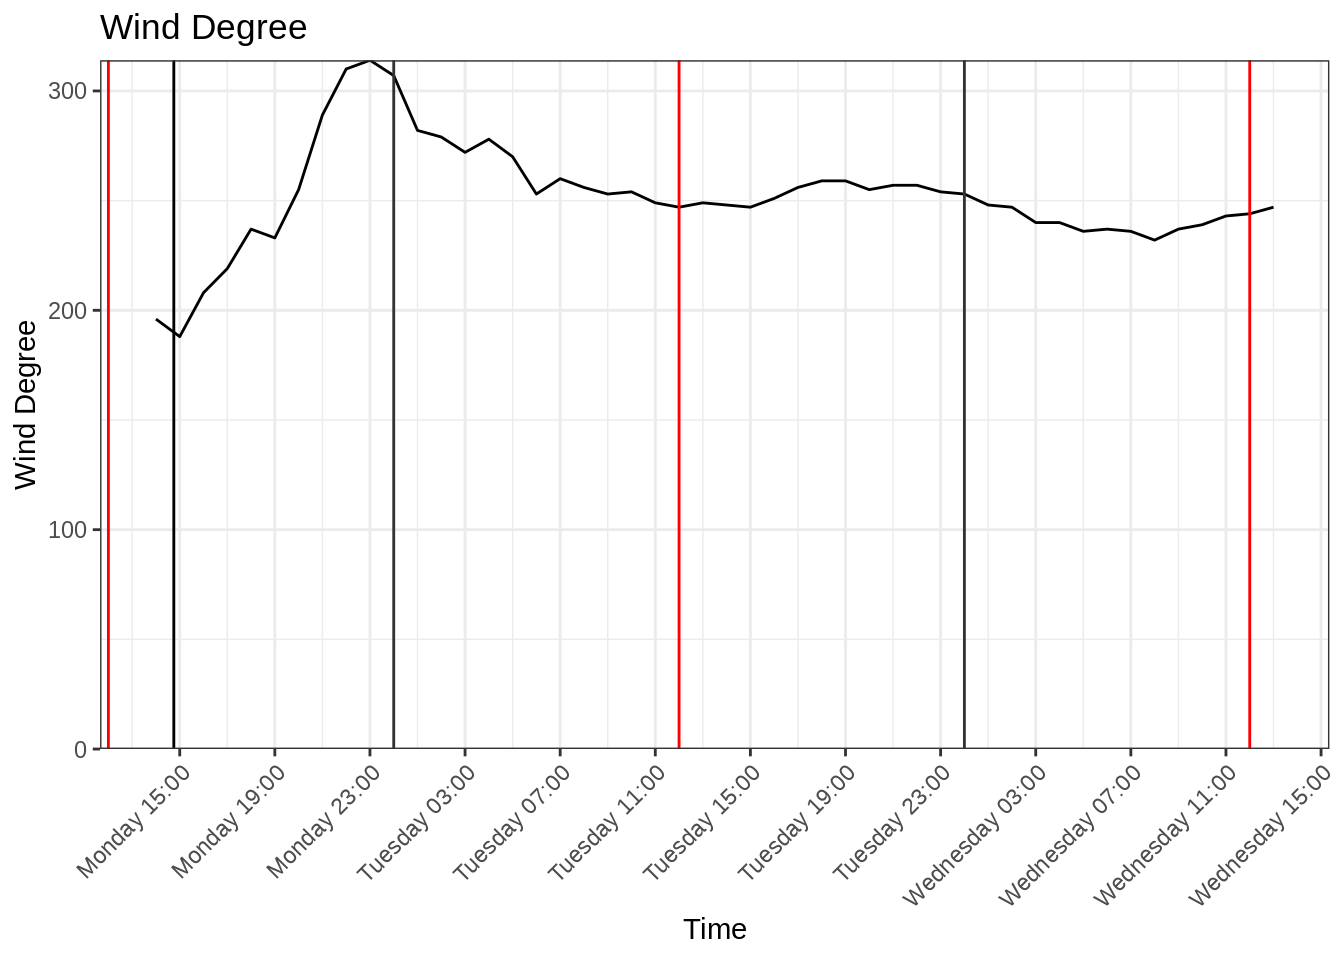 Wind Degree
Wind Degree
300
200
100
0
Monday 15:00
Monday 19:00
Monday 23:00
Tuesday 03:00
Tuesday 07:00
Tuesday 11:00
Tuesday 15:00
Tuesday 19:00
Tuesday 23:00
Wednesday 03:00
Wednesday 07:00
Wednesday 11:00
Wednesday 15:00
Time